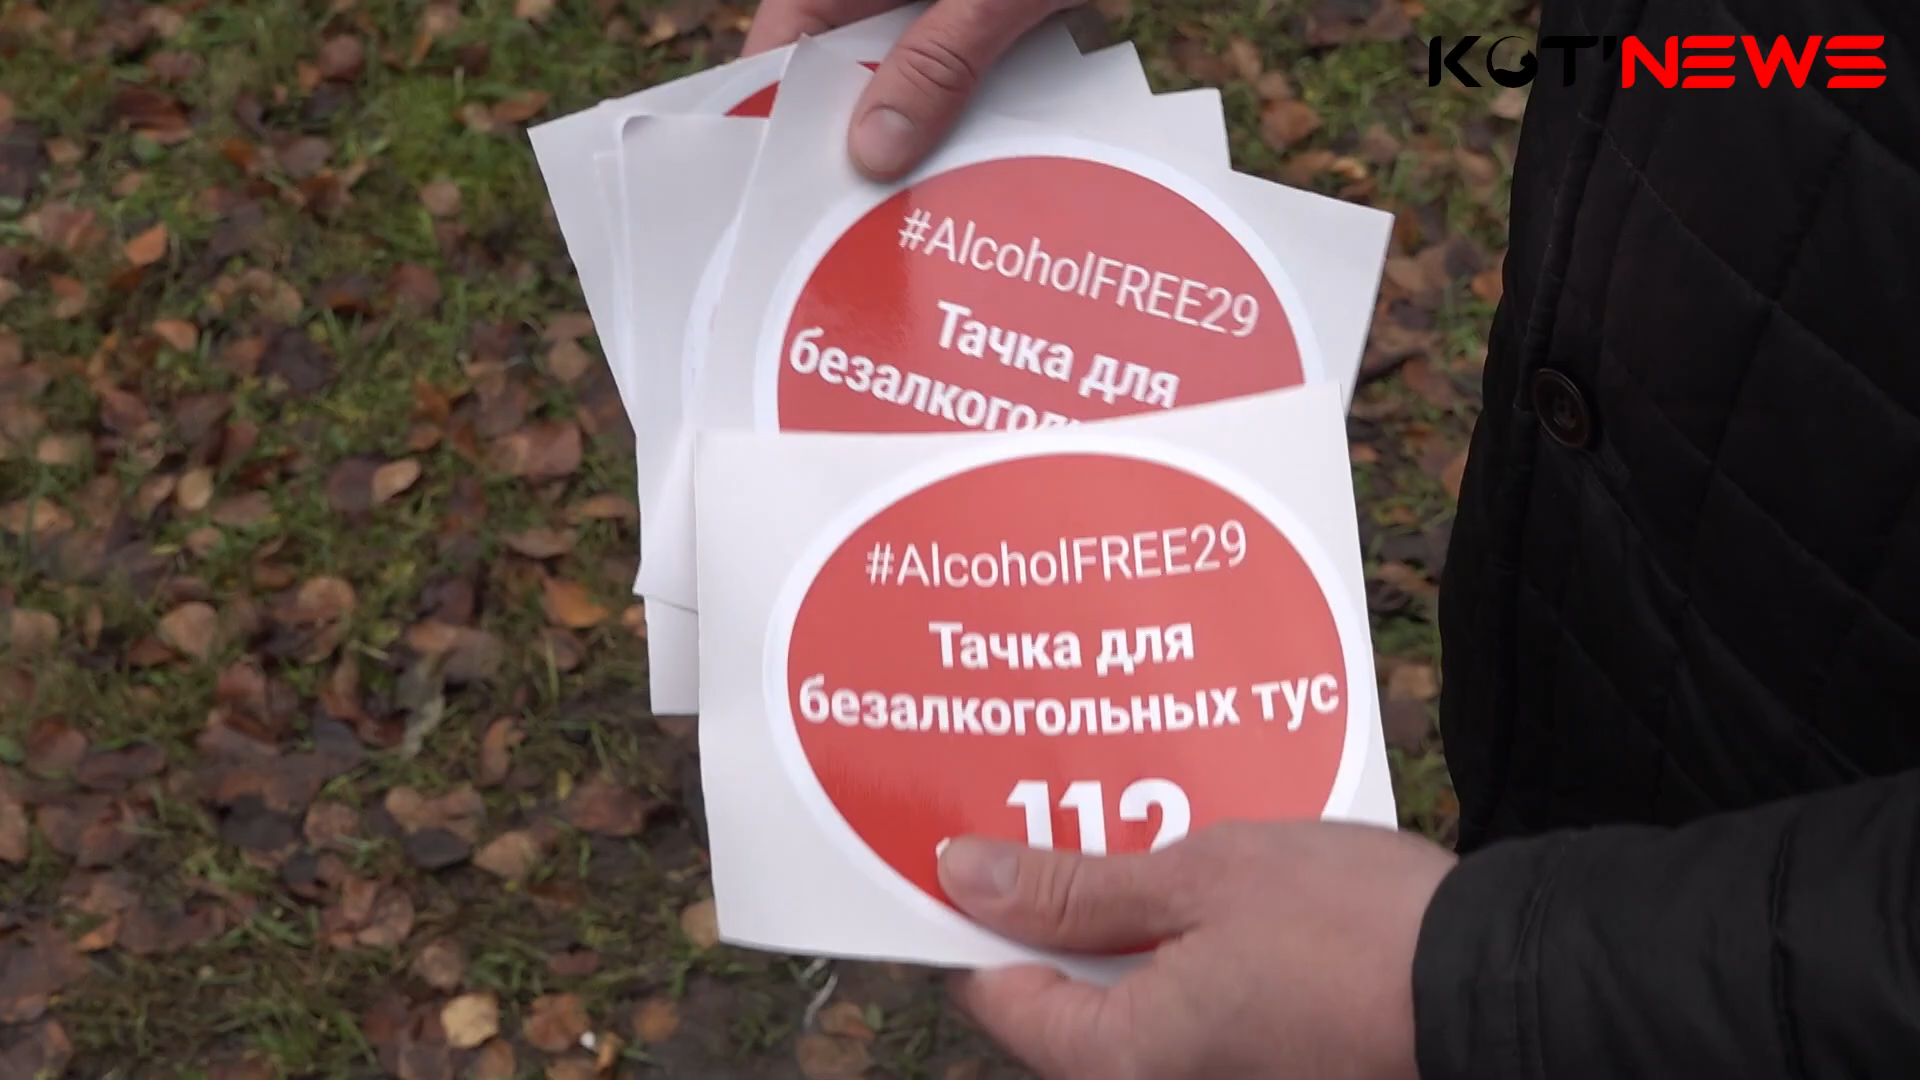 KOT'NEWS
#AlcoholFREE29
Тачка для
#AlcoholFREE29
Тачка для
безалкогольных тус
112